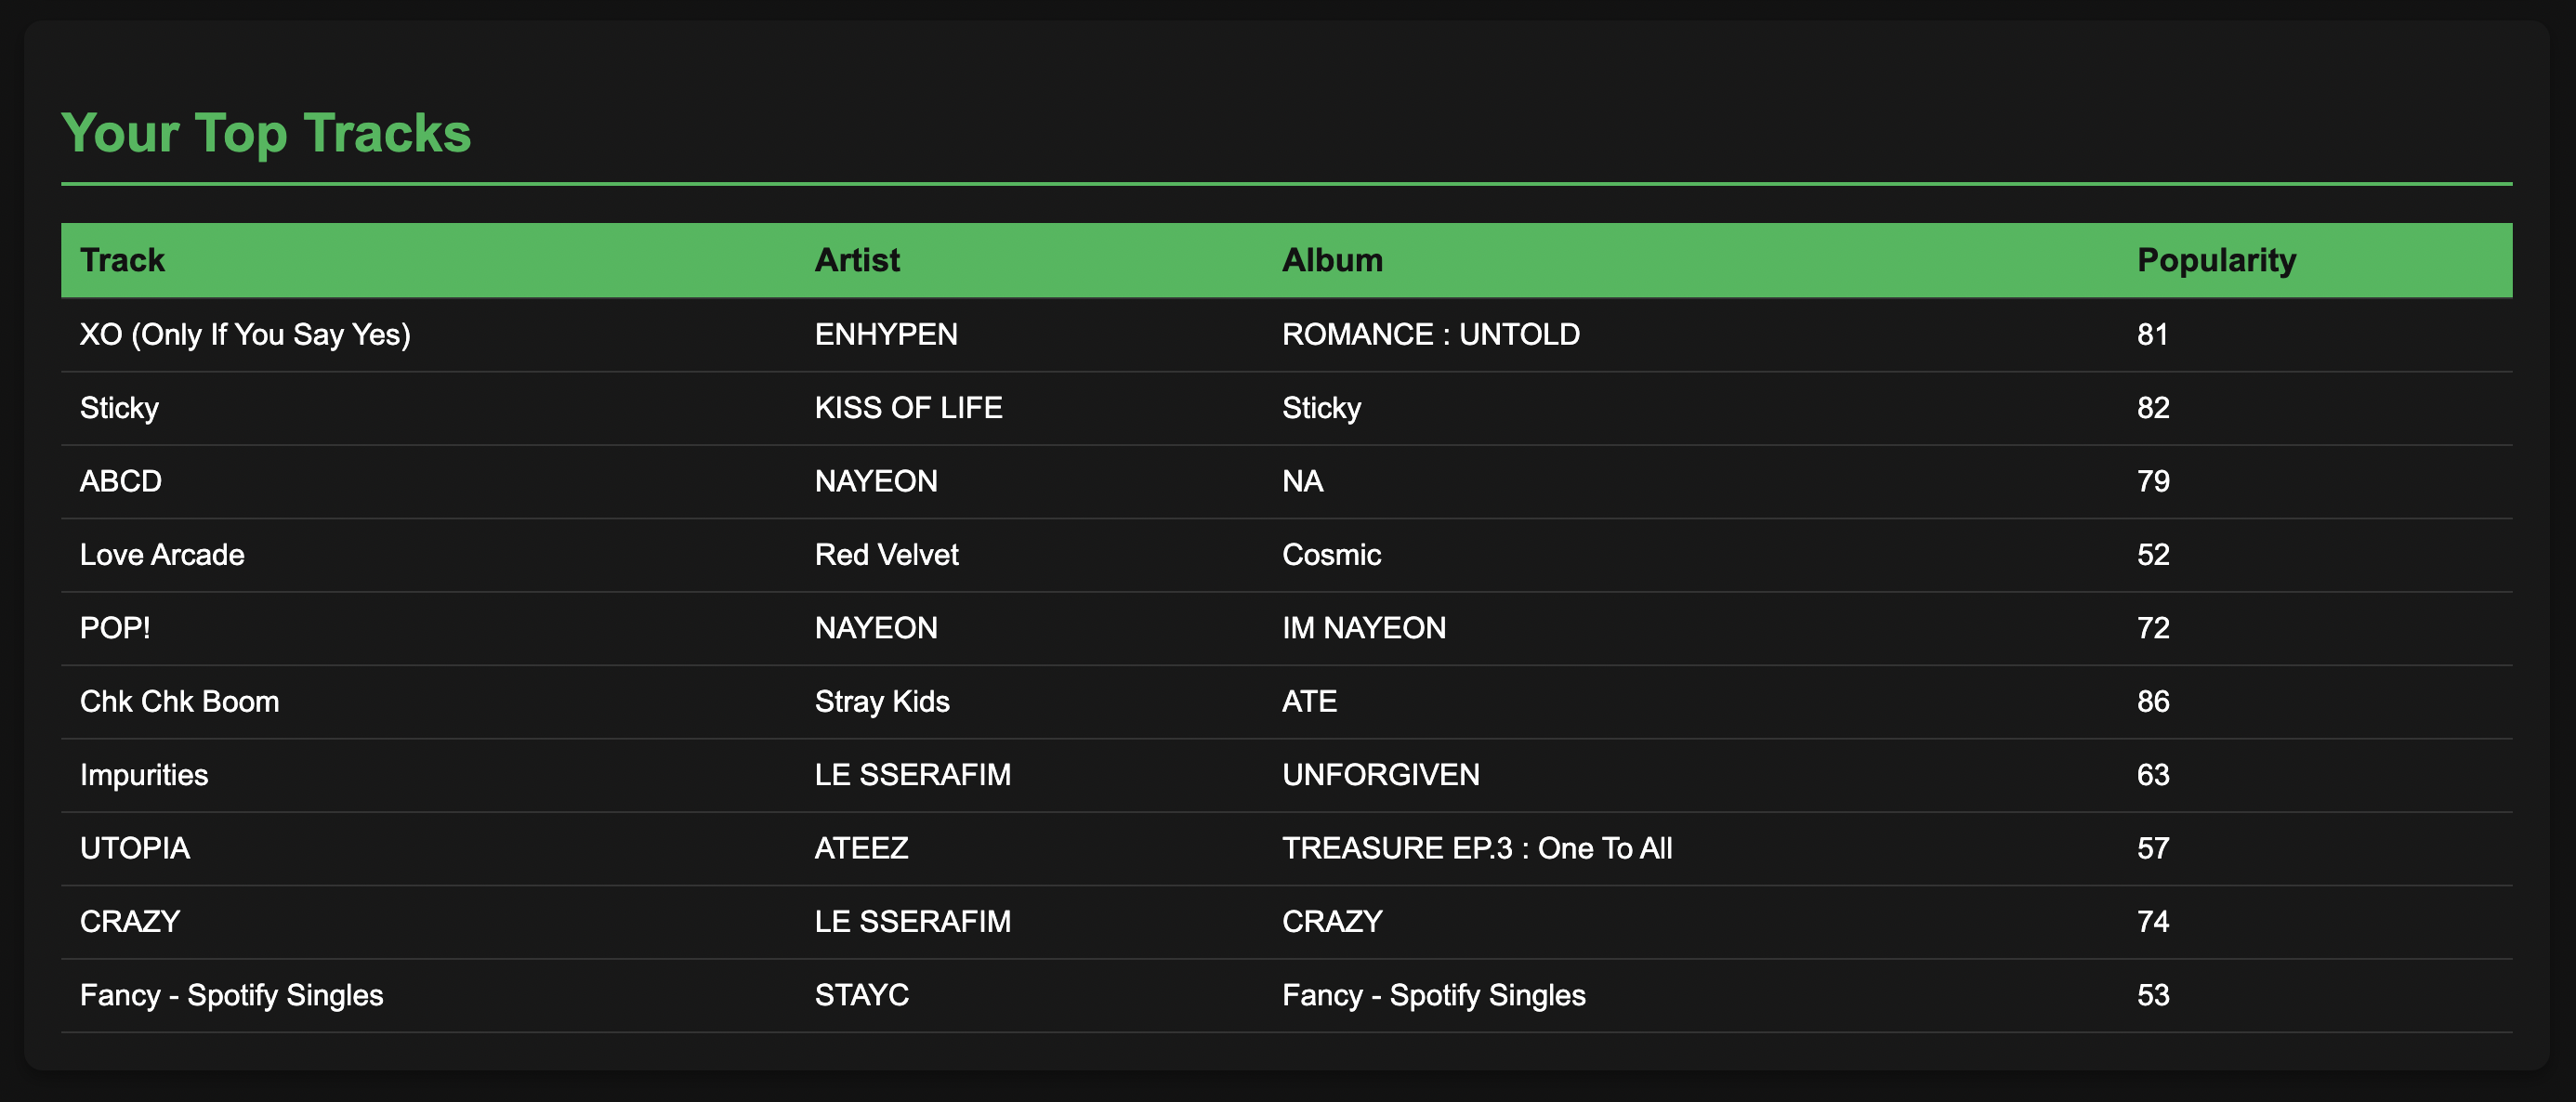 Your Top Tracks
Track Artist Album Popularity
XO (Only If You Say Yes) ENHYPEN ROMANCE : UNTOLD 81
Sticky KISS OF LIFE Sticky 82
ABCD NAYEON NA 79
Love Arcade Red Velvet Cosmic 52
POP! NAYEON IM NAYEON 72
Chk Chk Boom Stray Kids ATE 86
Impurities LE SSERAFIM UNFORGIVEN 63
UTOPIA ATEEZ TREASURE EP.3 : One To All 57
CRAZY LE SSERAFIM CRAZY 74
Fancy - Spotify Singles STAYC Fancy - Spotify Singles 53